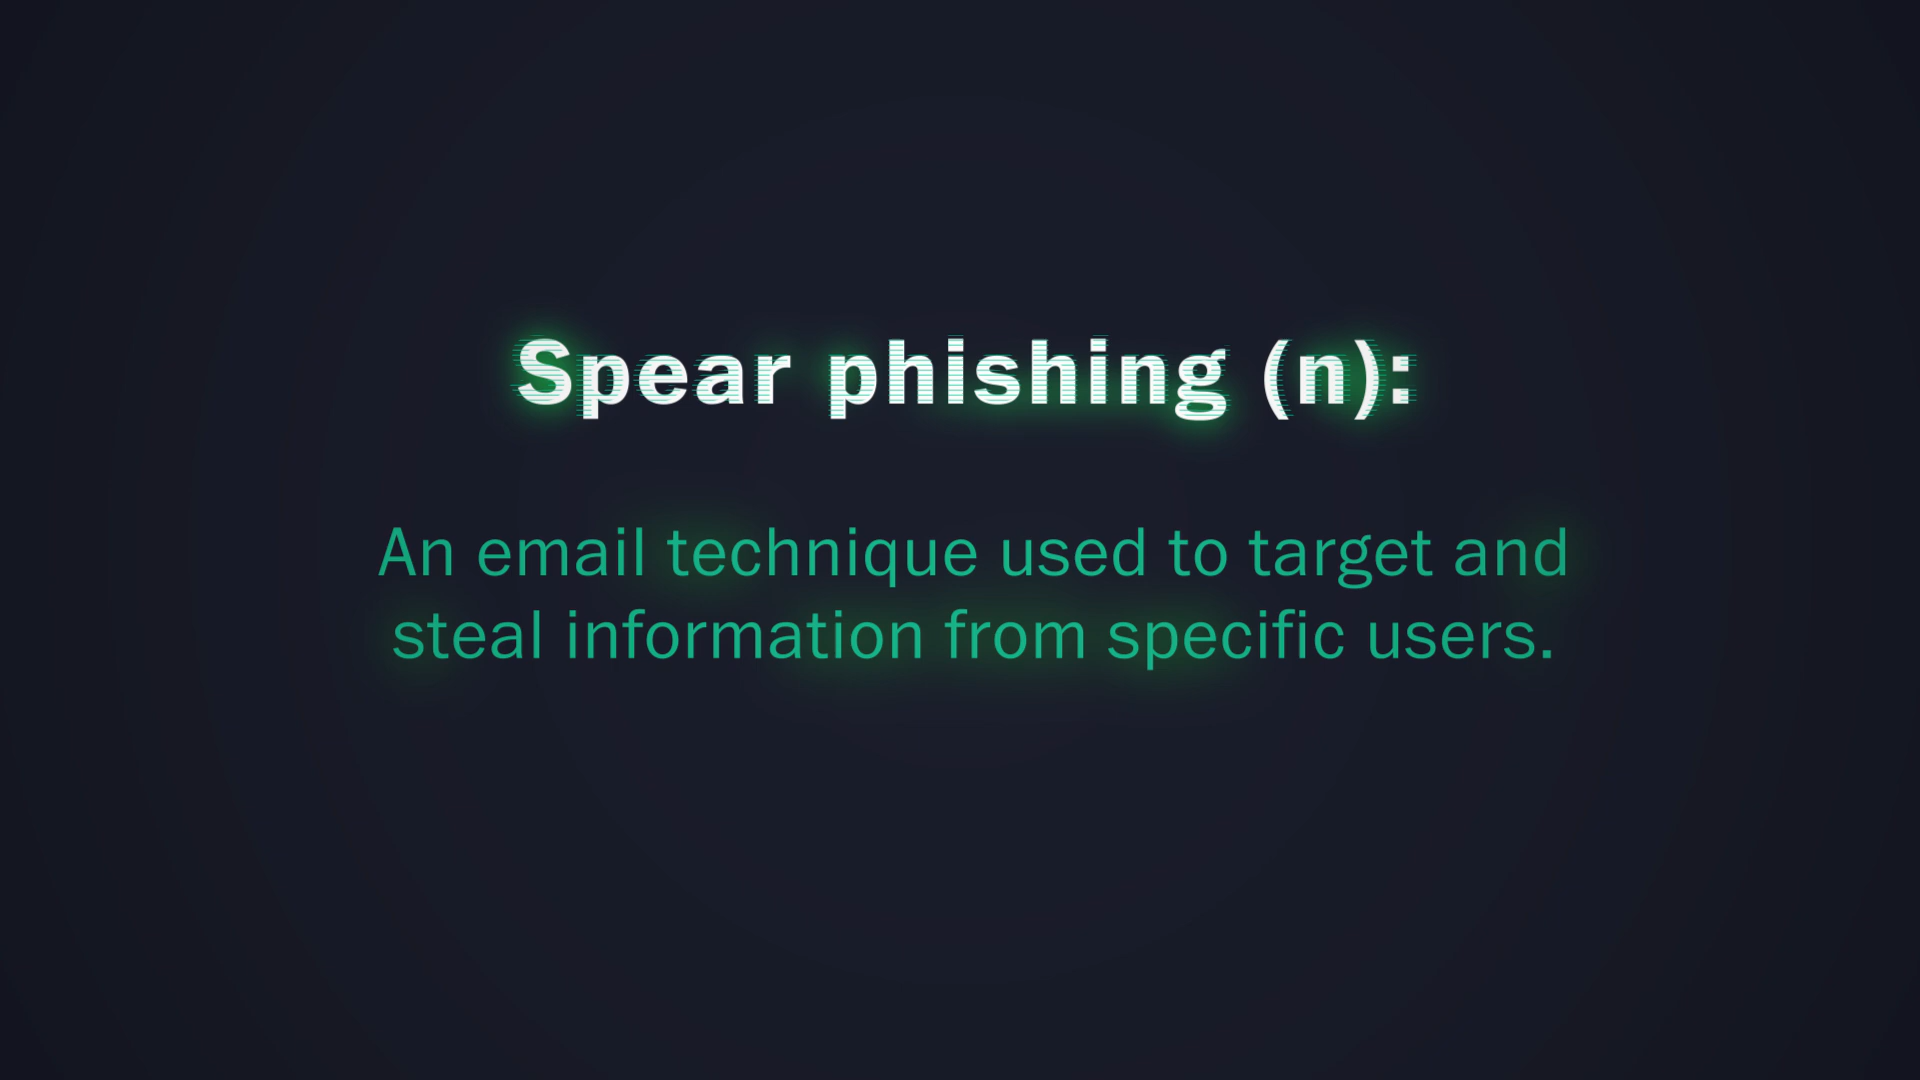 Spear phishing (n):
An email technique used to target and
steal information from specific users.